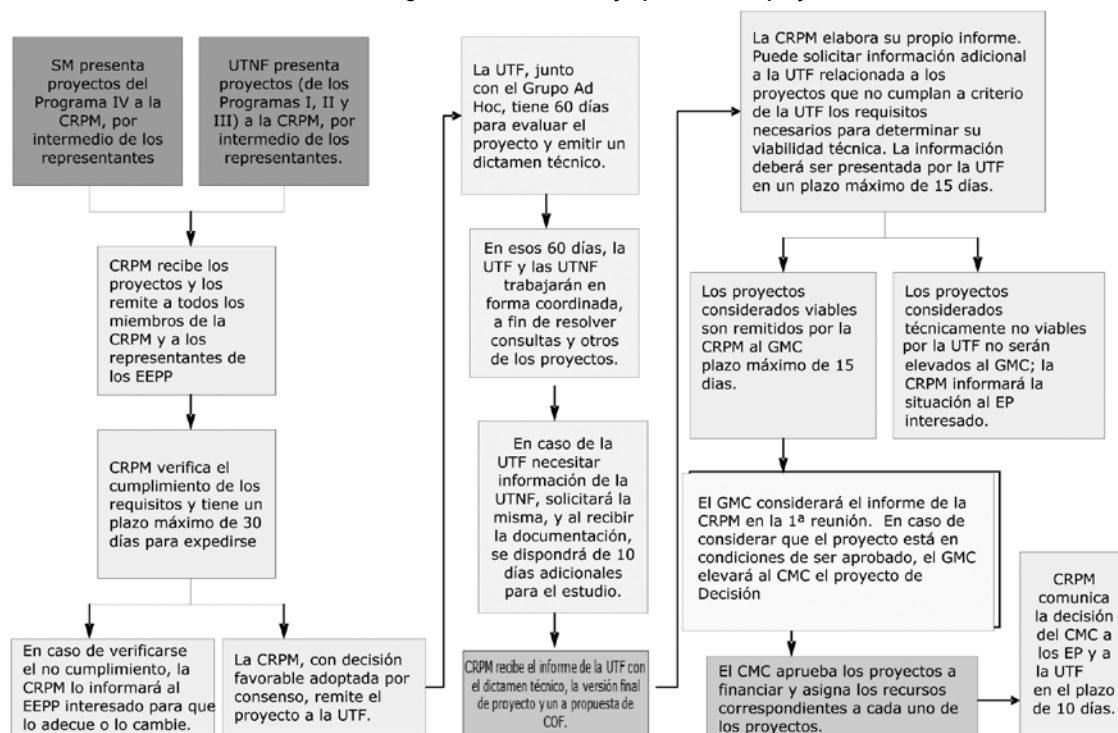 SM presenta
proyectos del
Programa IV a la
CRPM, por
intermedio de los
representantes
UTNF presenta
proyectos (de los
Programas I, II y
III) a la CRPM, por
intermedio de los
representantes.
CRPM recibe los
proyectos y los
remite a todos los
miembros de la
CRPM y a los
representantes de
los EEPP
CRPM verifica el
cumplimiento de los
requisitos y tiene un
plazo máximo de 30
días para expedirse
En caso de verificarse
el no cumplimiento, la
CRPM lo informará al
EEPP interesado para que
lo adecue o lo cambie.
La CRPM, con decisión
favorable adoptada por
consenso, remite el
proyecto a la UTF.
La UTF, junto
con el Grupo Ad
Hoc, tiene 60 días
para evaluar el
proyecto y emitir un
dictamen técnico.
En esos 60 días, la
UTF y las UTNF
trabajarán en
forma coordinada,
a fin de resolver
consultas y otros
de los proyectos.
En caso de la
UTF necesitar
información de la
UTNF, solicitará la
misma, y al recibir
la documentación,
se dispondrá de 10
días adicionales
para el estudio.
CRPM recibe el informe de la UTF con
el dictamen técnico, la versión final
de proyecto y un a propuesta de
COF.
La CRPM elabora su propio informe.
Puede solicitar información adicional
a la UTF relacionada a los
proyectos que no cumplan a criterio
de la UTF los requisitos
necesarios para determinar su
viabilidad técnica. La información
deberá ser presentada por la UTF
en un plazo máximo de 15 días.
Los proyectos
considerados viables
son remitidos por la
CRPM al GMC
plazo máximo de 15
dias.
Los proyectos
considerados
técnicamente no viables
por la UTF no serán
elevados al GMC; la
CRPM informará la
situación al EP
interesado.
El GMC considerará el informe de la
CRPM en la 1ª reunión. En caso de
considerar que el proyecto está en
condiciones de ser aprobado, el GMC
elevará al CMC el proyecto de
Decisión
El CMC aprueba los proyectos a
financiar y asigna los recursos
correspondientes a cada uno de
los proyectos.
CRPM
comunica
la decisión
del CMC a
los EP y a
la UTF
en el plazo
de 10 días.